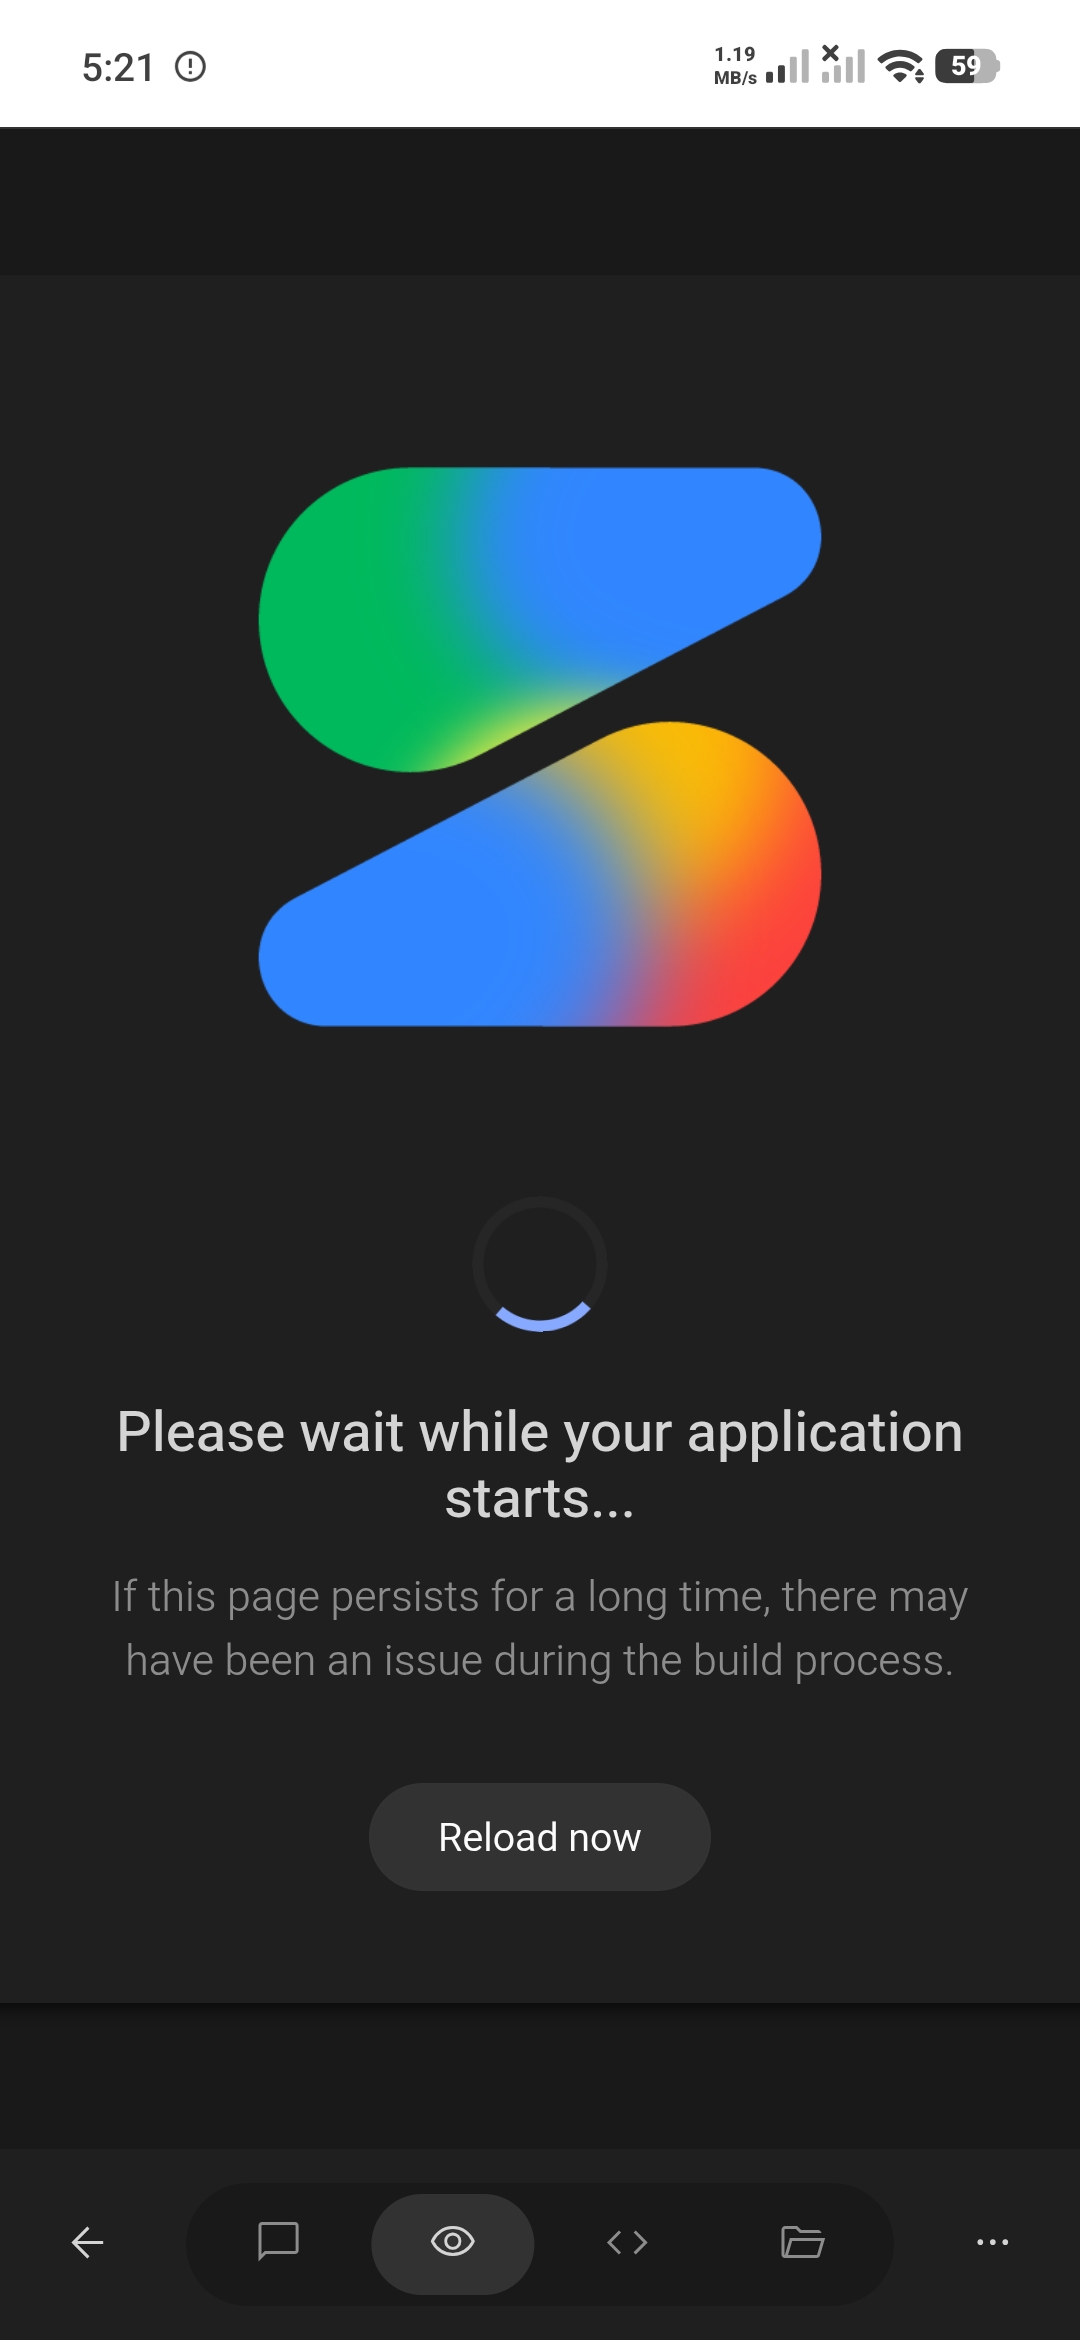 5:21
1.19
MB/s
59
Please wait while your application
starts...
If this page persists for a long time, there may
have been an issue during the build process.
Reload now